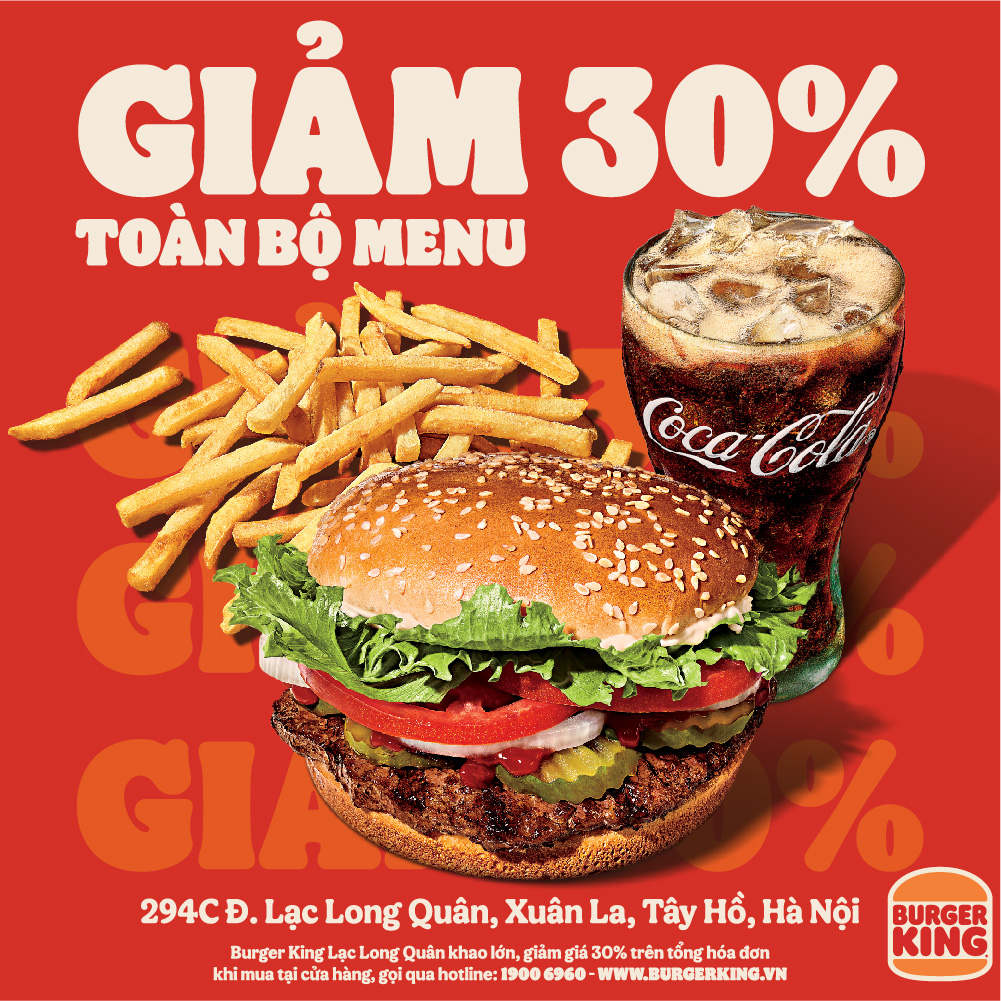 GIẢM 30%
TOÀN BỘ MENU
Coca-Cola
294C Đ. Lạc Long Quân, Xuân La, Tây Hồ, Hà Nội
Burger King Lạc Long Quân khao lớn, giảm giá 30% trên tổng hóa đơn
khi mua tại cửa hàng, gọi qua hotline: 1900 6960 - WWW.BURGERKING.VN
BURGER
KING